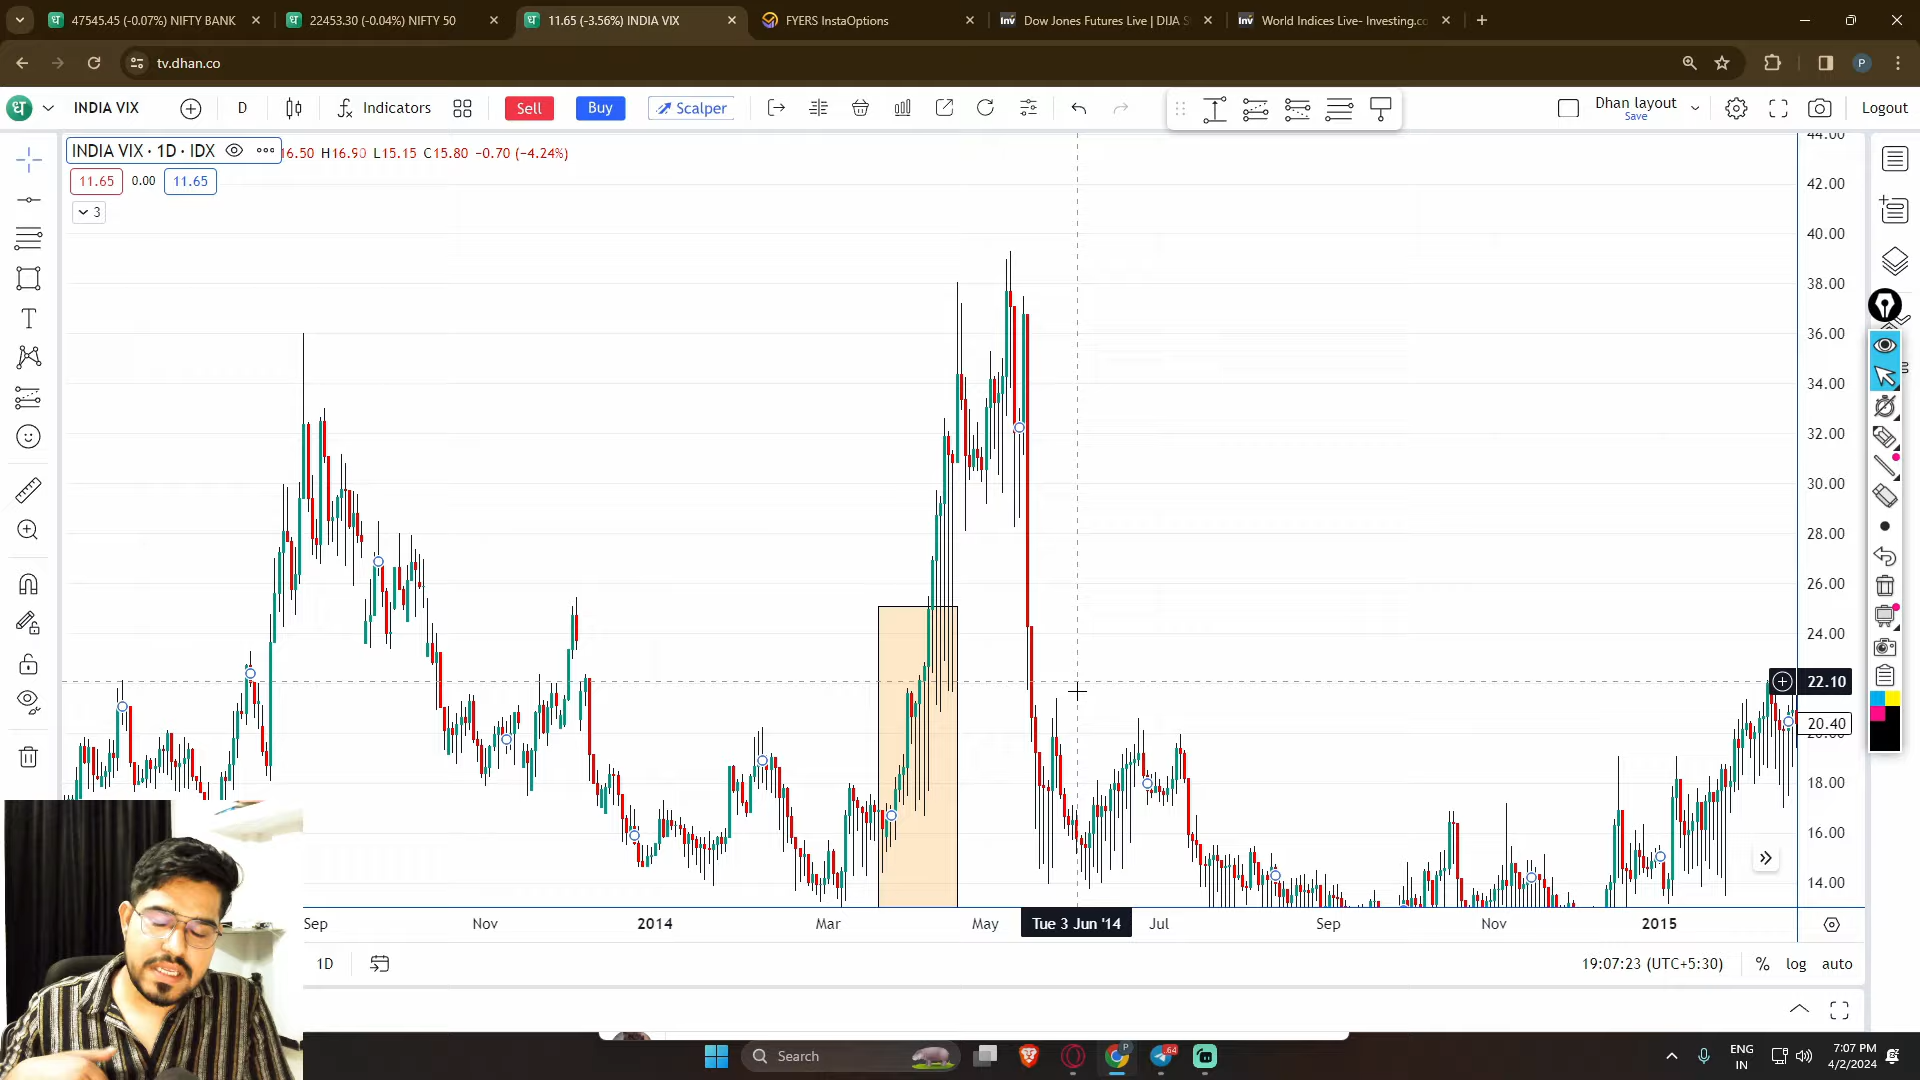 47545.45 (-0.07%) NIFTY BANK
22453.30 (-0.04%) NIFTY 50
11.65 (-3.56%) INDIA VIX
FYERS InstaOptions
Dow Jones Futures Live | DJIA
World Indices Live- Investing.co
tv.dhan.co
P
INDIA VIX
D
Indicators
Sell
Buy
Scalper
Dhan layout
Save
Logout
INDIA VIX · 1D · IDX
16.50 H16.90 L15.15 C15.80 −0.70 (−4.24%)
11.65
0.00
11.65
3
44.00
42.00
40.00
38.00
36.00
34.00
32.00
30.00
28.00
26.00
24.00
22.10
20.40
20.00
18.00
16.00
14.00
Sep
Nov
2014
Mar
May
Tue 3 Jun '14
Jul
Sep
Nov
2015
1D
19:07:23 (UTC+5:30)
%
log
auto
Search
P
64
ENG
IN
7:07 PM
4/2/2024